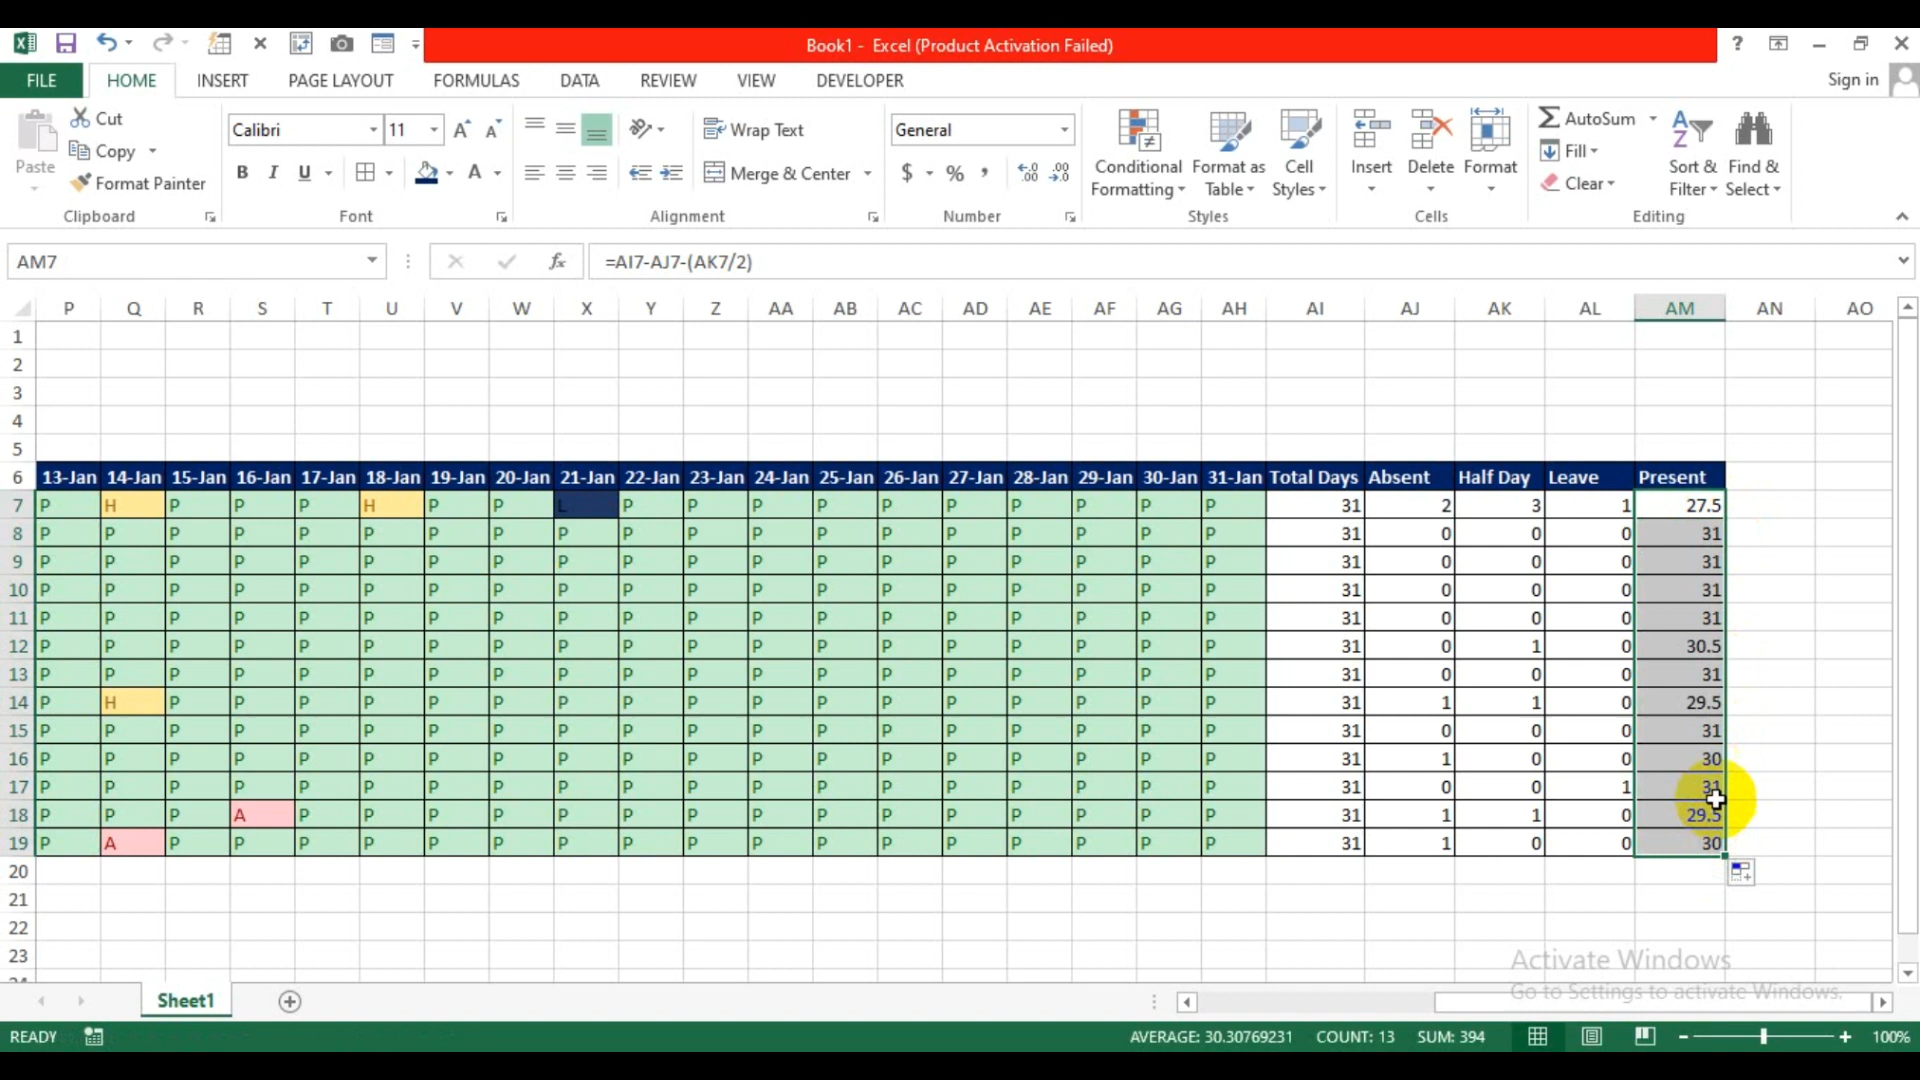 Book1 - Excel (Product Activation Failed)
FILE HOME INSERT PAGE LAYOUT FORMULAS DATA REVIEW VIEW DEVELOPER Sign in
Cut
Copy
Format Painter
Paste
Clipboard
Calibri 11
B I U A
Font
Wrap Text
Merge & Center
Alignment
General
$ % ,
Number
Conditional Formatting
Format as Table
Cell Styles
Styles
Insert Delete Format
Cells
AutoSum
Fill
Clear
Sort & Filter
Find & Select
Editing
AM7 fx =AI7-AJ7-(AK7/2)
P Q R S T U V W X Y Z AA AB AC AD AE AF AG AH AI AJ AK AL AM AN AO
1
2
3
4
5
6 13-Jan 14-Jan 15-Jan 16-Jan 17-Jan 18-Jan 19-Jan 20-Jan 21-Jan 22-Jan 23-Jan 24-Jan 25-Jan 26-Jan 27-Jan 28-Jan 29-Jan 30-Jan 31-Jan Total Days Absent Half Day Leave Present
7 P H P P P H P P L P P P P P P P P P P 31 2 3 1 27.5
8 P P P P P P P P P P P P P P P P P P P 31 0 0 0 31
9 P P P P P P P P P P P P P P P P P P P 31 0 0 0 31
10 P P P P P P P P P P P P P P P P P P P 31 0 0 0 31
11 P P P P P P P P P P P P P P P P P P P 31 0 0 0 31
12 P P P P P P P P P P P P P P P P P P P 31 0 1 0 30.5
13 P P P P P P P P P P P P P P P P P P P 31 0 0 0 31
14 P H P P P P P P P P P P P P P P P P P 31 1 1 0 29.5
15 P P P P P P P P P P P P P P P P P P P 31 0 0 0 31
16 P P P P P P P P P P P P P P P P P P P 31 1 0 0 30
17 P P P P P P P P P P P P P P P P P P P 31 0 0 1 31
18 P P P A P P P P P P P P P P P P P P P 31 1 1 0 29.5
19 P A P P P P P P P P P P P P P P P P P 31 1 0 0 30
20
21
22
23
Activate Windows
Go to Settings to activate Windows.
Sheet1
READY AVERAGE: 30.30769231 COUNT: 13 SUM: 394 100%